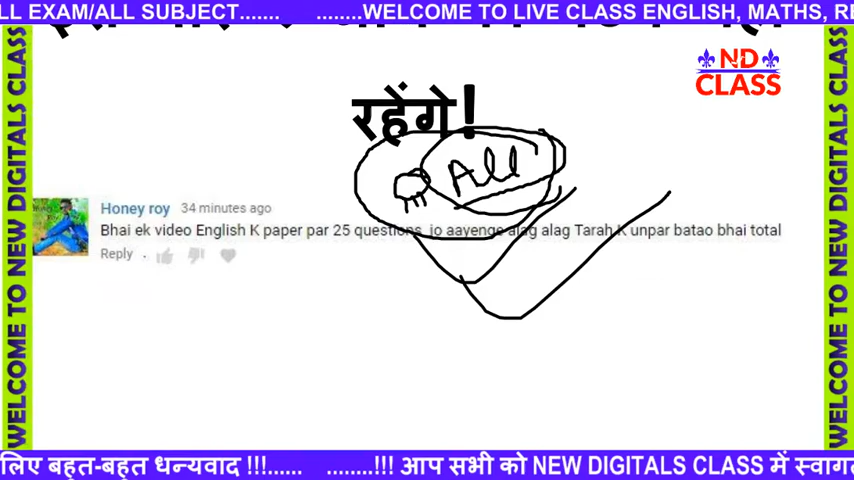 LL EXAM/ALL SUBJECT....... ........WELCOME TO LIVE CLASS ENGLISH, MATHS, RE
ND
CLASS
रहेंगे!
All
Honey roy 34 minutes ago
Bhai ek video English K paper par 25 questions jo aayenge alag alag Tarah K unpar batao bhai total
Reply
WELCOME TO NEW DIGITALS CLASS
WELCOME TO NEW DIGITALS CLASS
लिए बहुत-बहुत धन्यवाद !!!...... ........!!! आप सभी को NEW DIGITALS CLASS में स्वागत